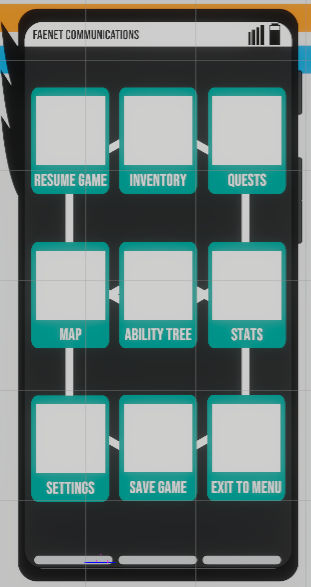 FAENET COMMUNICATIONS
RESUME GAME
INVENTORY
QUESTS
MAP
ABILITY TREE
STATS
SETTINGS
SAVE GAME
EXIT TO MENU